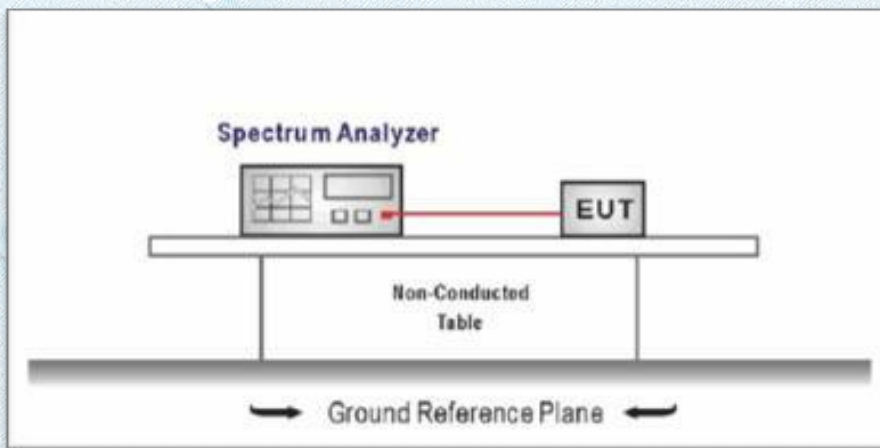 Spectrum Analyzer
EUT
Non-Conducted
Table
Ground Reference Plane